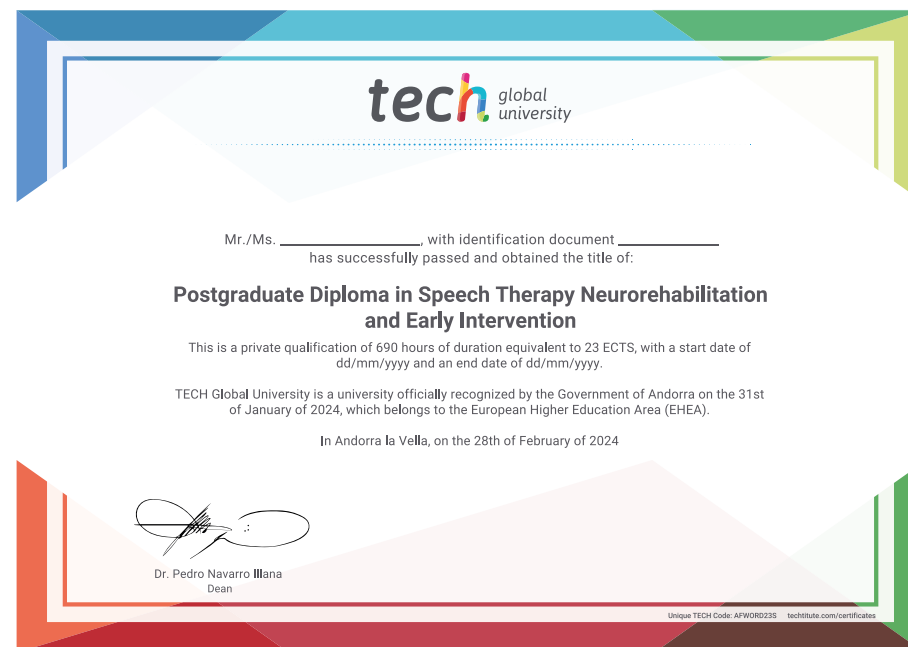 tech global university
Mr./Ms. ____________________, with identification document ______________
has successfully passed and obtained the title of:
Postgraduate Diploma in Speech Therapy Neurorehabilitation
and Early Intervention
This is a private qualification of 690 hours of duration equivalent to 23 ECTS, with a start date of
dd/mm/yyyy and an end date of dd/mm/yyyy.
TECH Global University is a university officially recognized by the Government of Andorra on the 31st
of January of 2024, which belongs to the European Higher Education Area (EHEA).
In Andorra la Vella, on the 28th of February of 2024
Dr. Pedro Navarro Illana
Dean
Unique TECH Code: AFWORD23S techtitute.com/certificates